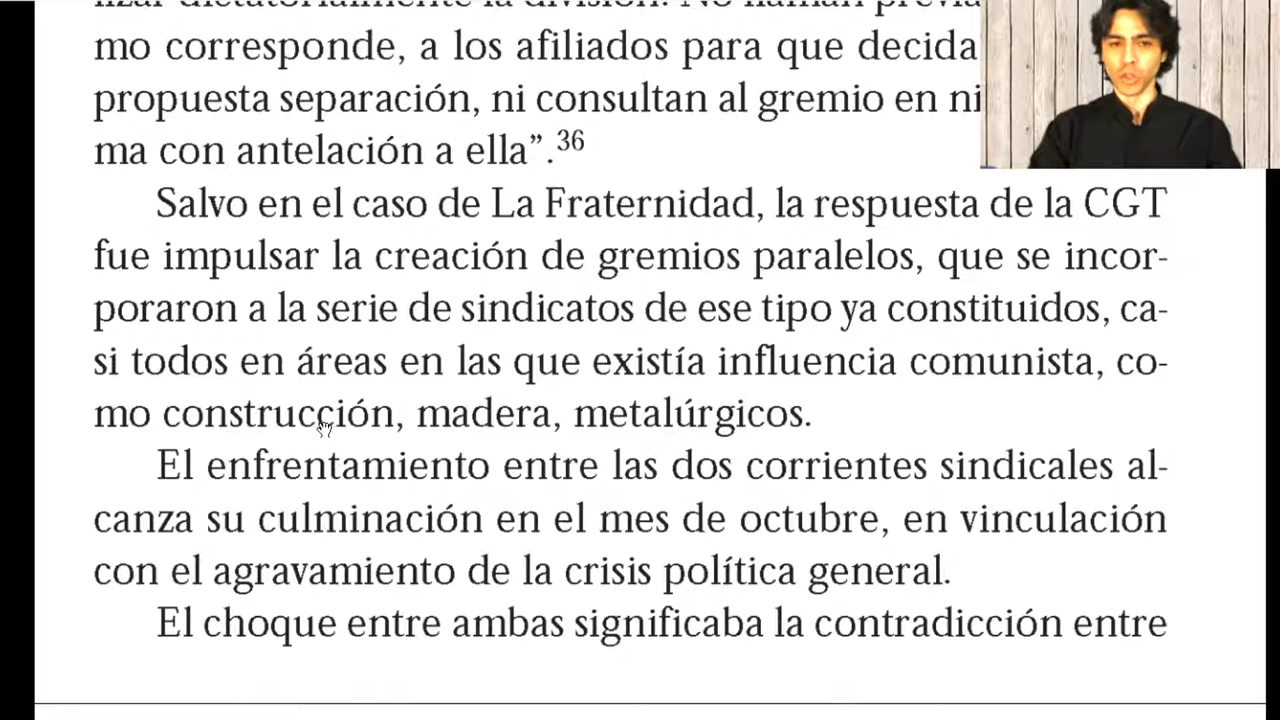 mo corresponde, a los afiliados para que decida
propuesta separación, ni consultan al gremio en ni
ma con antelación a ella”.36
Salvo en el caso de La Fraternidad, la respuesta de la CGT
fue impulsar la creación de gremios paralelos, que se incor-
poraron a la serie de sindicatos de ese tipo ya constituidos, ca-
si todos en áreas en las que existía influencia comunista, co-
mo construcción, madera, metalúrgicos.
El enfrentamiento entre las dos corrientes sindicales al-
canza su culminación en el mes de octubre, en vinculación
con el agravamiento de la crisis política general.
El choque entre ambas significaba la contradicción entre